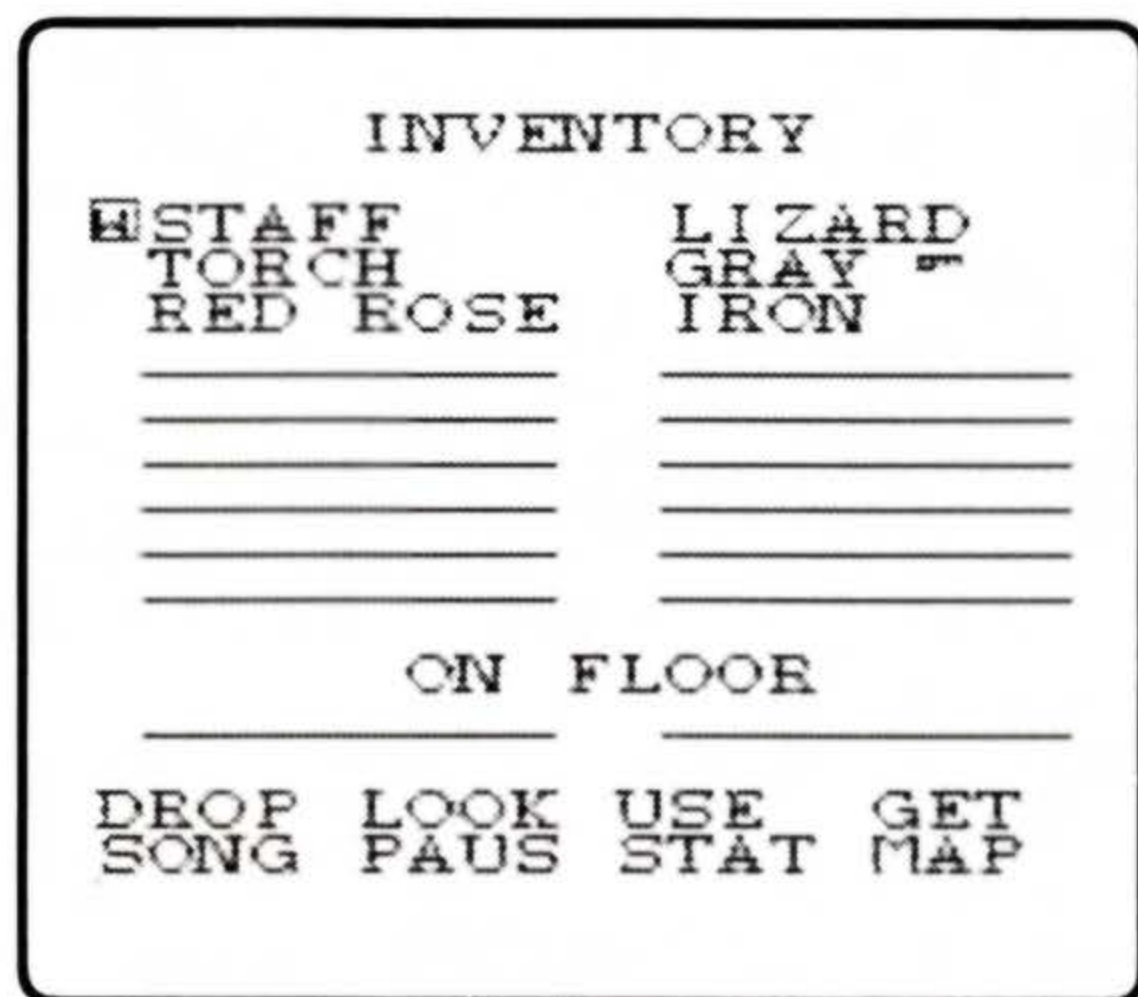 INVENTORY
W STAFF LIZARD
TORCH GRAY
RED ROSE IRON
ON FLOOR
DROP LOOK USE GET
SONG PAUS STAT MAP